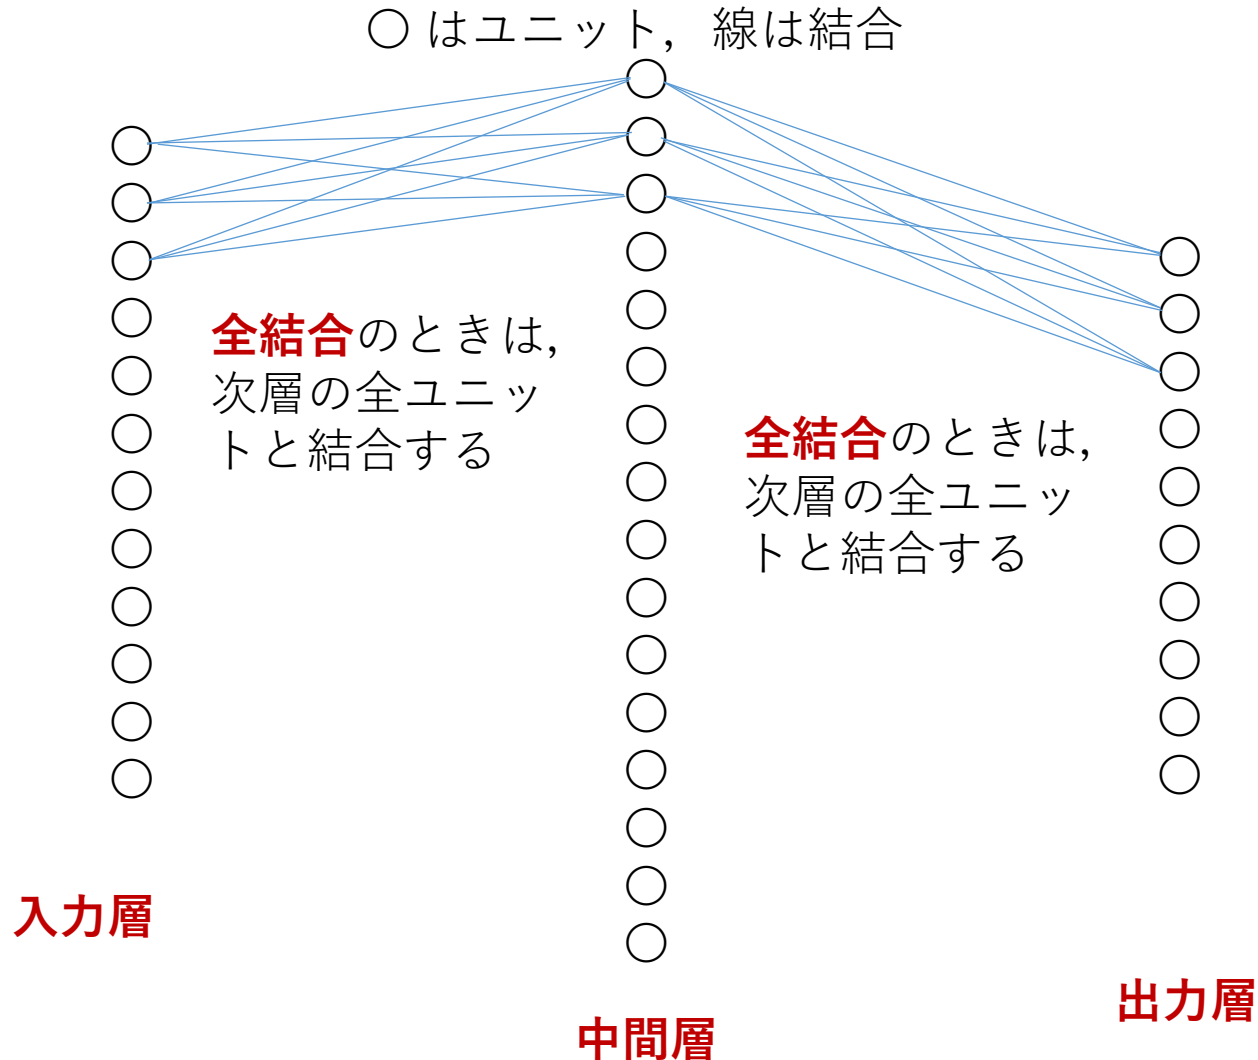 ○ はユニット，線は結合
全結合のときは，
次層の全ユニッ
トと結合する
全結合のときは，
次層の全ユニッ
トと結合する
入力層
中間層
出力層